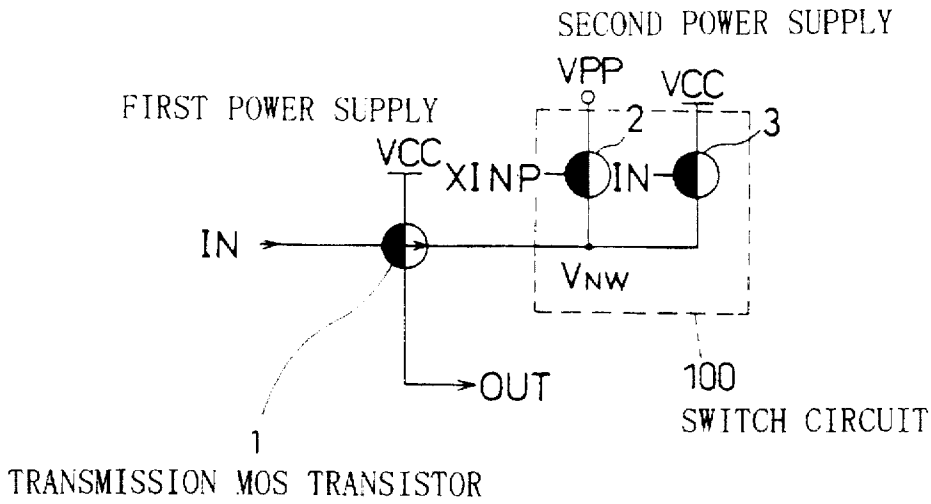 SECOND POWER SUPPLY
VPP
VCC
FIRST POWER SUPPLY
2
3
VCC
XINP
IN
IN
VNW
OUT
100
SWITCH CIRCUIT
1
TRANSMISSION MOS TRANSISTOR